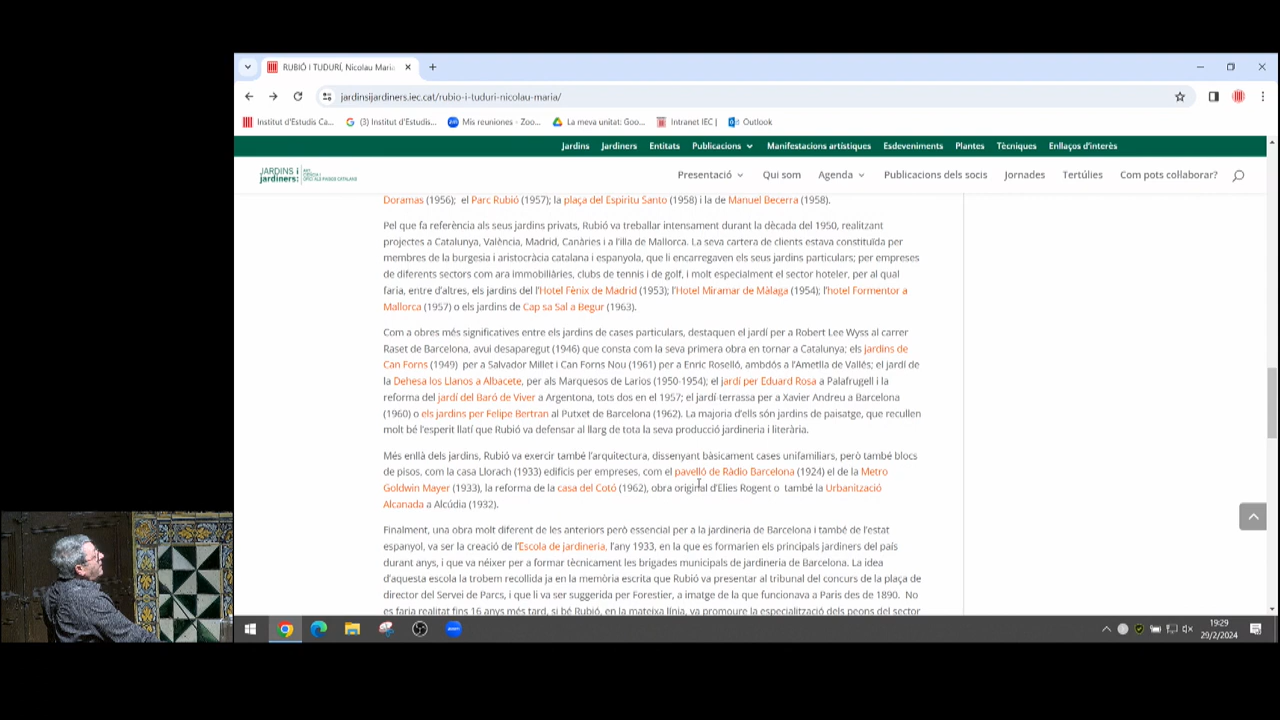 RUBIÓ I TUDURÍ, Nicolau Maria
jardinsijardiners.iec.cat/rubio-i-tuduri-nicolau-maria/
Institut d'Estudis Ca...
(3) Institut d'Estudis...
Mis reuniones - Zoo...
La meva unitat: Goo...
Intranet IEC |
Outlook
Jardins
Jardiners
Entitats
Publicacions
Manifestacions artístiques
Esdeveniments
Plantes
Tècniques
Enllaços d'interès
JARDINS i
jardiners:
ART,
CIÈNCIA I
OFICI ALS PAÏSOS CATALANS
Presentació
Qui som
Agenda
Publicacions dels socis
Jornades
Tertúlies
Com pots col·laborar?
Doramas (1956); el Parc Rubió (1957); la plaça del Espíritu Santo (1958) i la de Manuel Becerra (1958).
Pel que fa referència als seus jardins privats, Rubió va treballar intensament durant la dècada del 1950, realitzant
projectes a Catalunya, València, Madrid, Canàries i a l'illa de Mallorca. La seva cartera de clients estava constituïda per
membres de la burgesia i aristocràcia catalana i espanyola, que li encarregaven els seus jardins particulars; per empreses
de diferents sectors com ara immobiliàries, clubs de tennis i de golf, i molt especialment el sector hoteler, per al qual
faria, entre d'altres, els jardins del l'Hotel Fènix de Madrid (1953); l'Hotel Miramar de Màlaga (1954); l'hotel Formentor a
Mallorca (1957) o els jardins de Cap sa Sal a Begur (1963).
Com a obres més significatives entre els jardins de cases particulars, destaquen el jardí per a Robert Lee Wyss al carrer
Raset de Barcelona, avui desaparegut (1946) que consta com la seva primera obra en tornar a Catalunya; els jardins de
Can Forns (1949) per a Salvador Millet i Can Forns Nou (1961) per a Enric Roselló, ambdós a l'Ametlla de Vallés; el jardí de
la Dehesa los Llanos a Albacete, per als Marquesos de Larios (1950-1954); el jardí per Eduard Rosa a Palafrugell i la
reforma del jardí del Baró de Viver a Argentona, tots dos en el 1957; el jardí-terrassa per a Xavier Andreu a Barcelona
(1960) o els jardins per Felipe Bertran al Putxet de Barcelona (1962). La majoria d'ells són jardins de paisatge, que recullen
molt bé l'esperit llatí que Rubió va defensar al llarg de tota la seva producció jardineria i literària.
Més enllà dels jardins, Rubió va exercir també l'arquitectura, dissenyant bàsicament cases unifamiliars, però també blocs
de pisos, com la casa Llorach (1933) edificis per empreses, com el pavelló de Ràdio Barcelona (1924) el de la Metro
Goldwin Mayer (1933), la reforma de la casa del Cotó (1962), obra original d'Elies Rogent o també la Urbanització
Alcanada a Alcúdia (1932).
Finalment, una obra molt diferent de les anteriors però essencial per a la jardineria de Barcelona i també de l'estat
espanyol, va ser la creació de l'Escola de jardineria, l'any 1933, en la que es formarien els principals jardiners del país
durant anys, i que va néixer per a formar tècnicament les brigades municipals de jardineria de Barcelona. La idea
d'aquesta escola la trobem recollida ja en la memòria escrita que Rubió va presentar al tribunal del concurs de la plaça de
director del Servei de Parcs, i que li va ser suggerida per Forestier, a imatge de la que funcionava a Paris des de 1890. No
es faria realitat fins 16 anys més tard, si bé Rubió, en la mateixa línia, va promoure la especialització dels peons del sector
19:29
29/2/2024